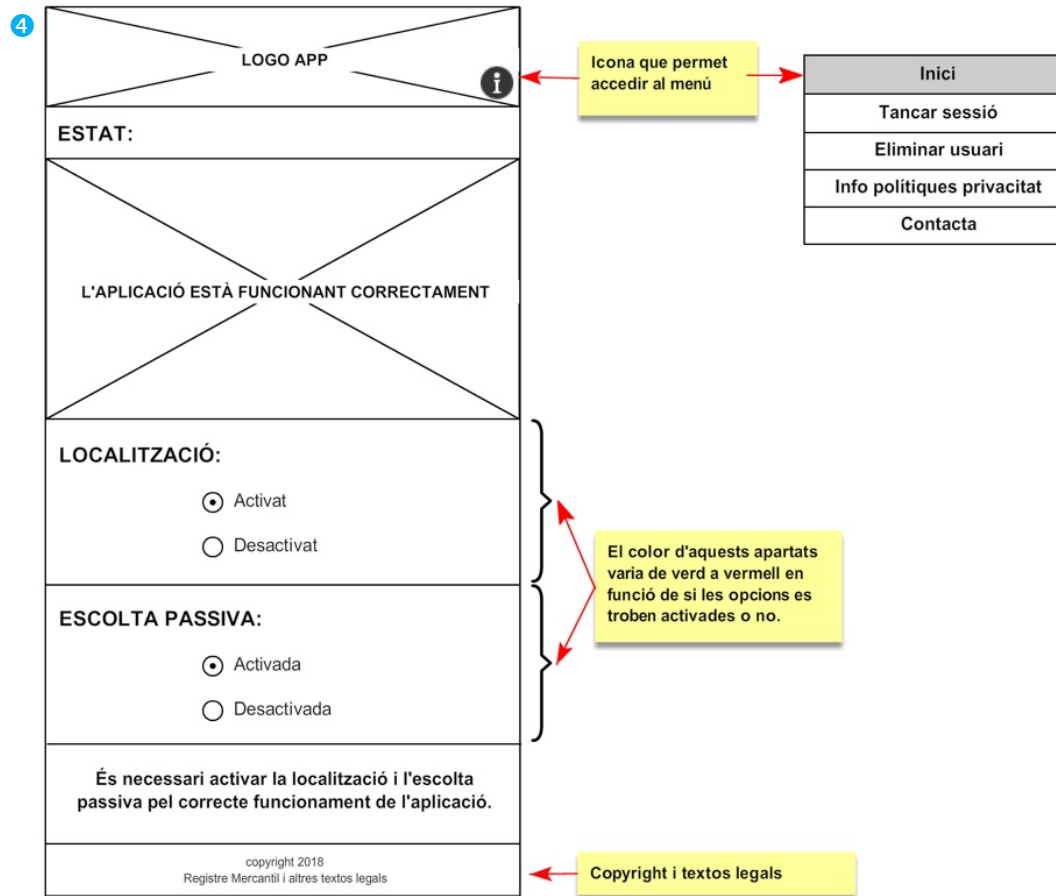 4
LOGO APP
i
Icona que permet
accedir al menú
Inici
Tancar sessió
Eliminar usuari
Info polítiques privacitat
Contacta
ESTAT:
L'APLICACIÓ ESTÀ FUNCIONANT CORRECTAMENT
LOCALITZACIÓ:
Activat
Desactivat
El color d'aquests apartats
varia de verd a vermell en
funció de si les opcions es
troben activades o no.
ESCOLTA PASSIVA:
Activada
Desactivada
És necessari activar la localització i l'escolta
passiva pel correcte funcionament de l'aplicació.
copyright 2018
Registre Mercantil i altres textos legals
Copyright i textos legals